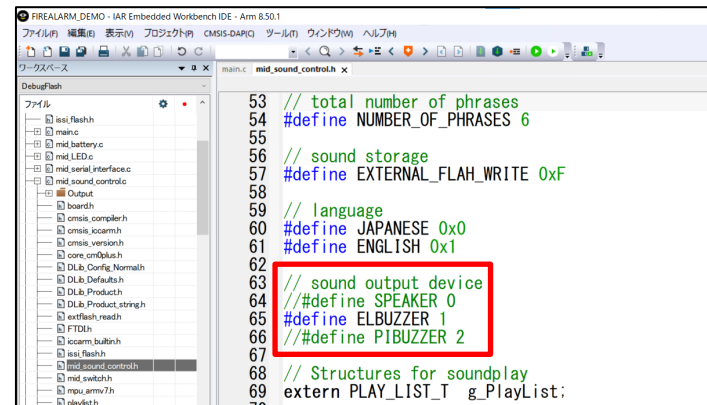 FIREALARM_DEMO - IAR Embedded Workbench IDE - Arm 8.50.1
ファイル(F) 編集(E) 表示(V) プロジェクト(P) CMSIS-DAP(C) ツール(T) ウィンドウ(W) ヘルプ(H)
ワークスペース
main.c mid_sound_control.h x
DebugFlash
ファイル
issi_flash.h
main.c
mid_battery.c
mid_LED.c
mid_serial_interface.c
mid_sound_control.c
Output
board.h
cmsis_compiler.h
cmsis_iccarm.h
cmsis_version.h
core_cm0plus.h
DLib_Config_Normal.h
DLib_Defaults.h
DLib_Product.h
DLib_Product_string.h
extflash_read.h
FTDI.h
iccarm_builtin.h
issi_flash.h
mid_sound_control.h
mid_switch.h
mpu_armv7.h
playlist.h
53 // total number of phrases
54 #define NUMBER_OF_PHRASES 6
55
56 // sound storage
57 #define EXTERNAL_FLAH_WRITE 0xF
58
59 // language
60 #define JAPANESE 0x0
61 #define ENGLISH 0x1
62
63 // sound output device
64 //#define SPEAKER 0
65 #define ELBUZZER 1
66 //#define PIBUZZER 2
67
68 // Structures for soundplay
69 extern PLAY_LIST_T g_PlayList;